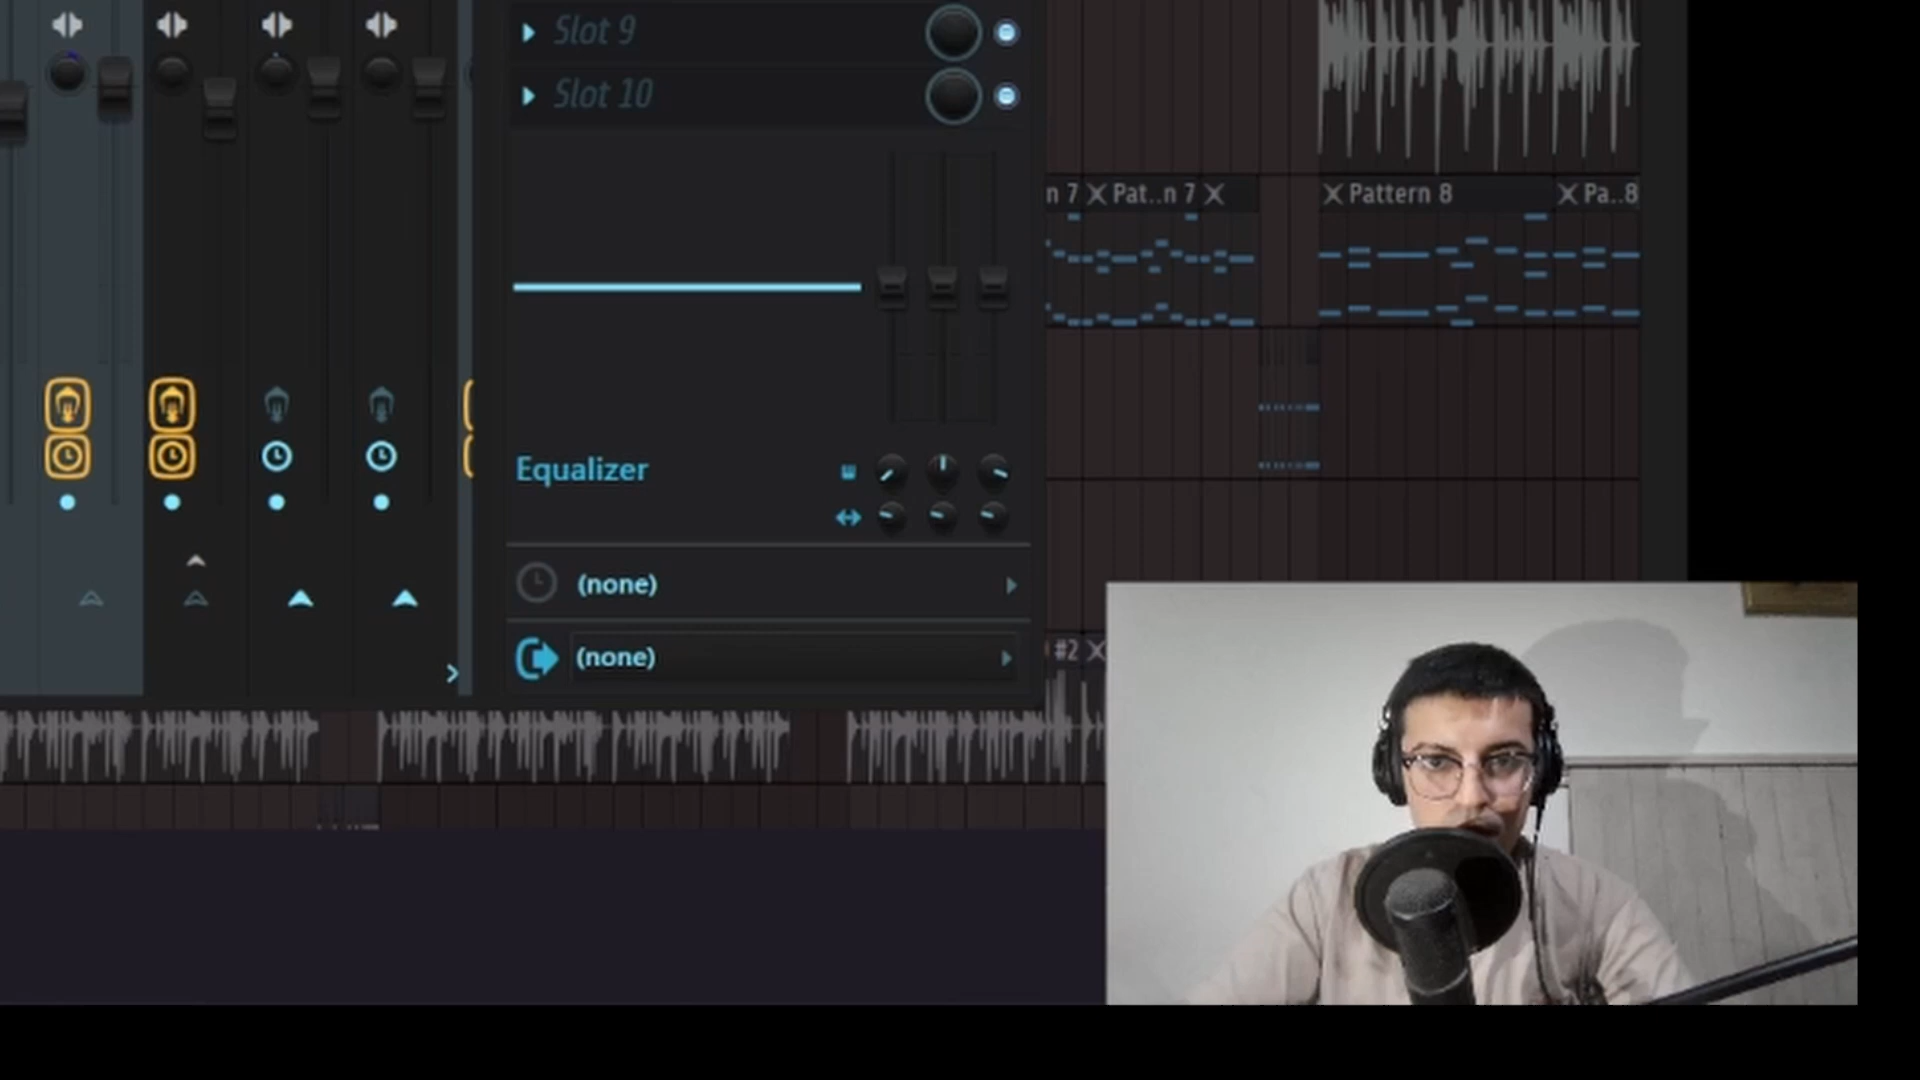 Slot 9
Slot 10
n 7 Pat..n 7
Pattern 8
Pa..8
Equalizer
(none)
(none)
#2